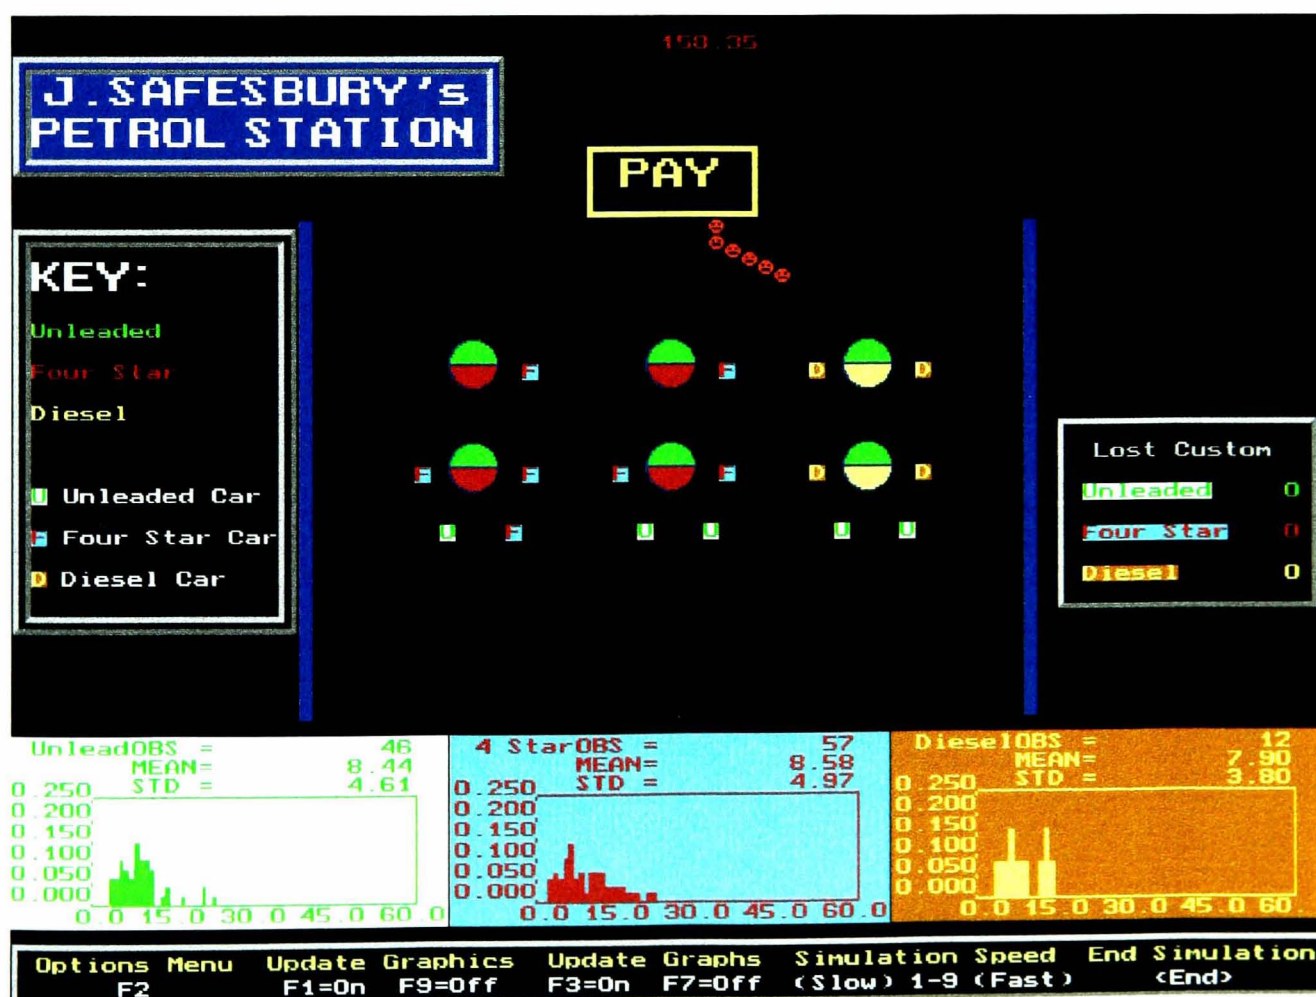 158.35
J.SAFESBURY's
PETROL STATION
PAY
KEY:
Unleaded
Four Star
Diesel
U Unleaded Car
F Four Star Car
D Diesel Car
F F D D
F F F F D D
U F U U U U
Lost Custom
Unleaded 0
Four Star 0
Diesel 0
UnleadOBS = 46
MEAN= 8.44
STD = 4.61
0.250
0.200
0.150
0.100
0.050
0.000
0.0 15.0 30.0 45.0 60.0
4 StarOBS = 57
MEAN= 8.58
STD = 4.97
0.250
0.200
0.150
0.100
0.050
0.000
0.0 15.0 30.0 45.0 60.0
DieselOBS = 12
MEAN= 7.90
STD = 3.80
0.250
0.200
0.150
0.100
0.050
0.000
0.0 15.0 30.0 45.0 60
Options Menu Update Graphics Update Graphs Simulation Speed End Simulation
F2 F1=On F9=Off F3=On F7=Off (Slow) 1-9 (Fast) <End>